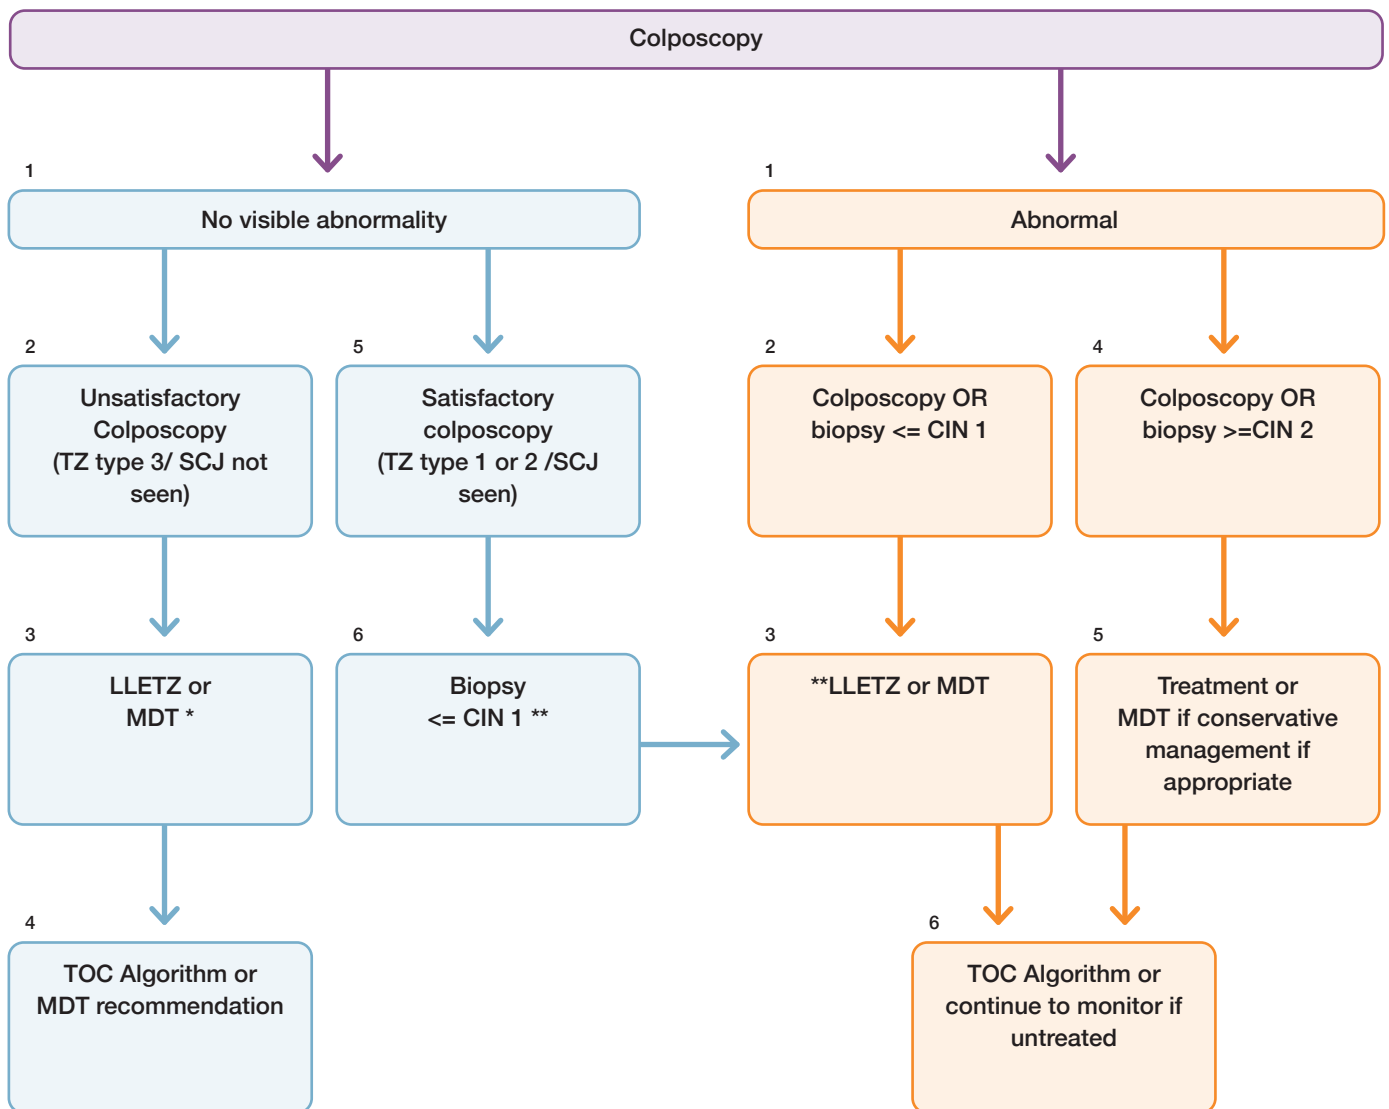 Colposcopy
1
No visible abnormality
2
Unsatisfactory
Colposcopy
(TZ type 3/ SCJ not
seen)
5
Satisfactory
colposcopy
(TZ type 1 or 2 /SCJ
seen)
3
LLETZ or
MDT *
6
Biopsy
<= CIN 1 **
4
TOC Algorithm or
MDT recommendation
1
Abnormal
2
Colposcopy OR
biopsy <= CIN 1
4
Colposcopy OR
biopsy >=CIN 2
3
**LLETZ or MDT
5
Treatment or
MDT if conservative
management if
appropriate
6
TOC Algorithm or
continue to monitor if
untreated